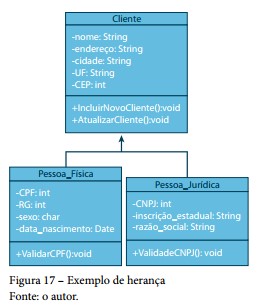 Cliente
-nome: String
-endereço: String
-cidade: String
-UF: String
-CEP: int
+IncluirNovoCliente():void
+AtualizarCliente():void
Pessoa_Física
-CPF: int
-RG: int
-sexo: char
-data_nascimento: Date
+ValidarCPF():void
Pessoa_Jurídica
-CNPJ: int
-inscrição_estadual: String
-razão_social: String
+ValidadeCNPJ(): void
Figura 17 – Exemplo de herança
Fonte: o autor.